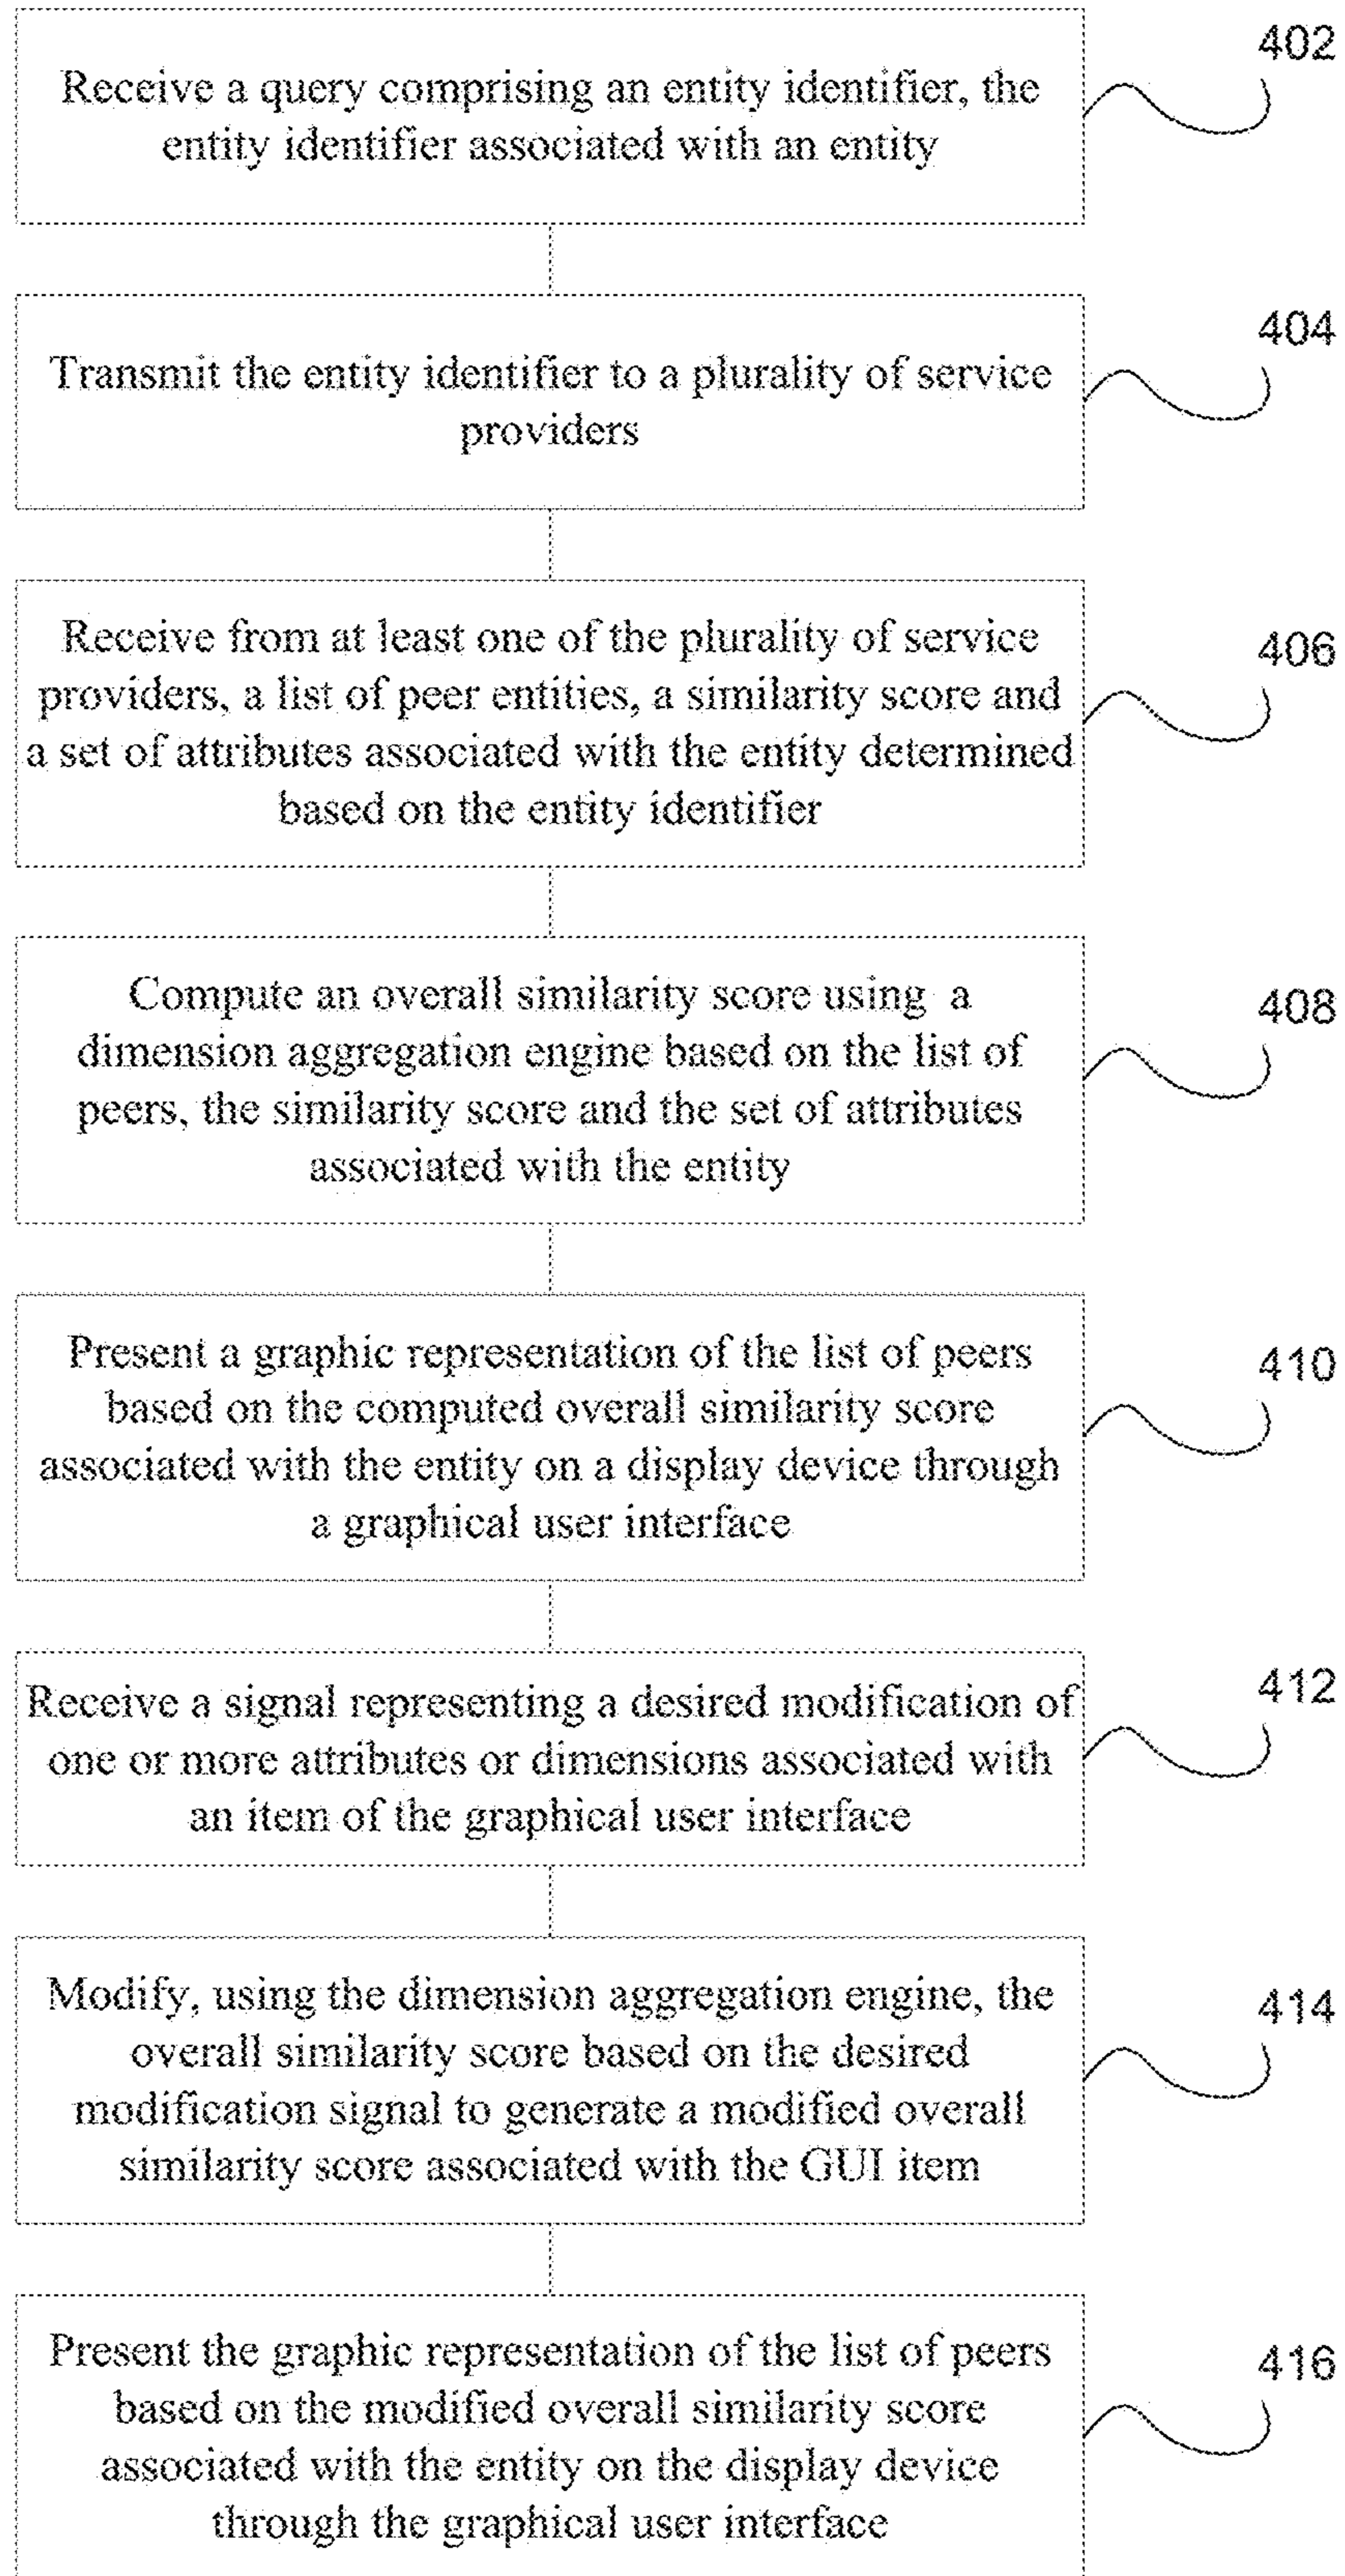 402
Receive a query comprising an entity identifier, the
entity identifier associated with an entity
404
Transmit the entity identifier to a plurality of service
providers
406
Receive from at least one of the plurality of service
providers, a list of peer entities, a similarity score and
a set of attributes associated with the entity determined
based on the entity identifier
408
Compute an overall similarity score using a
dimension aggregation engine based on the list of
peers, the similarity score and the set of attributes
associated with the entity
410
Present a graphic representation of the list of peers
based on the computed overall similarity score
associated with the entity on a display device through
a graphical user interface
412
Receive a signal representing a desired modification of
one or more attributes or dimensions associated with
an item of the graphical user interface
414
Modify, using the dimension aggregation engine, the
overall similarity score based on the desired
modification signal to generate a modified overall
similarity score associated with the GUI item
416
Present the graphic representation of the list of peers
based on the modified overall similarity score
associated with the entity on the display device
through the graphical user interface